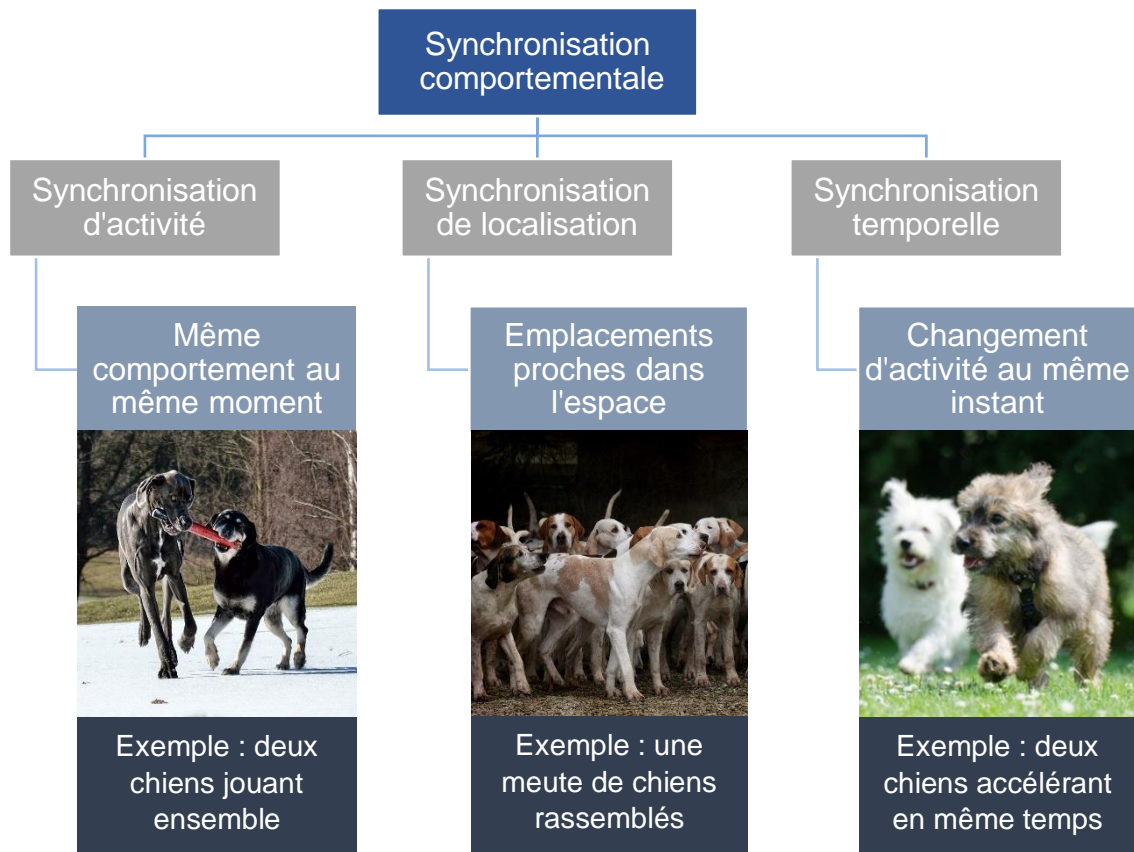 Synchronisation
comportementale
Synchronisation
d'activité
Synchronisation
de localisation
Synchronisation
temporelle
Même
comportement au
même moment
Emplacements
proches dans
l'espace
Changement
d'activité au même
instant
Exemple : deux
chiens jouant
ensemble
Exemple : une
meute de chiens
rassemblés
Exemple : deux
chiens accélérant
en même temps